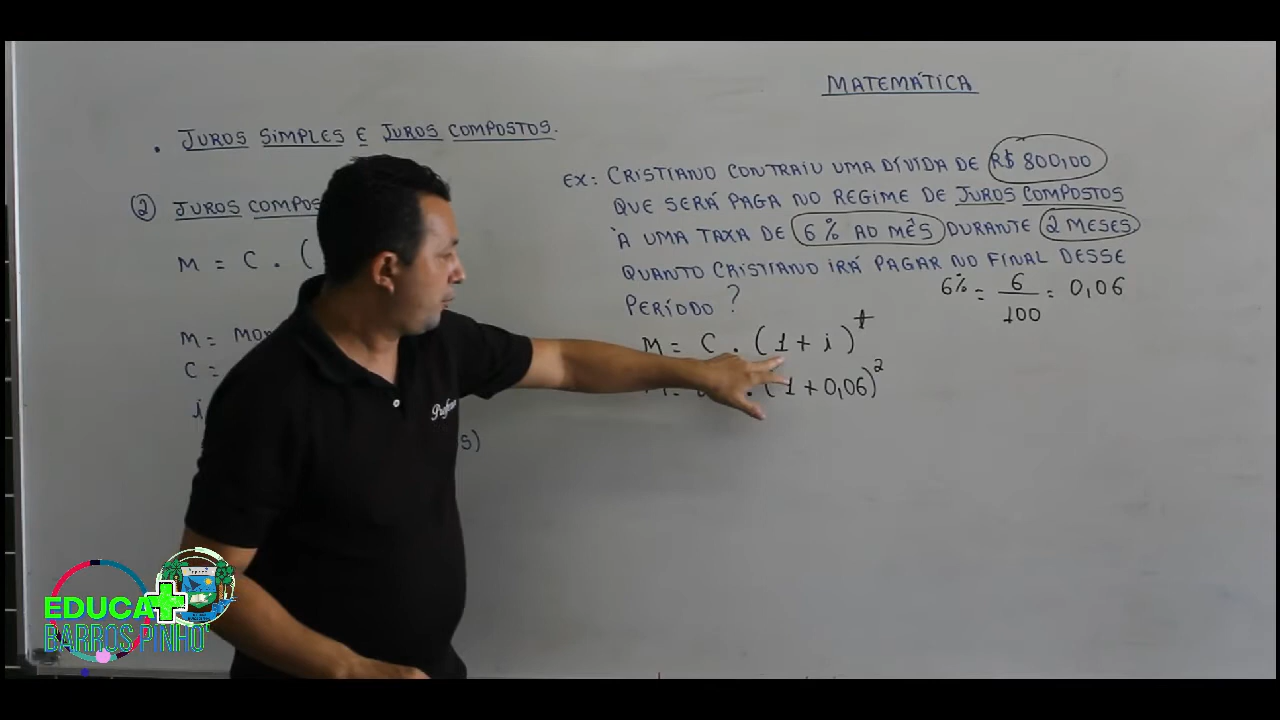 MATEMÁTICA
. JUROS SIMPLES E JUROS COMPOSTOS.
② JUROS COMPOS
M = C . (
M =
C =
i
S)
EX: CRISTIANO CONTRAIU UMA DÍVIDA DE R$ 800,00
QUE SERÁ PAGA NO REGIME DE JUROS COMPOSTOS
À UMA TAXA DE 6% AO MÊS DURANTE 2 MESES
QUANTO CRISTIANO IRÁ PAGAR NO FINAL DESSE
PERÍODO ?
6% = 6/100 = 0,06
M = C . (1 + i)^t
. (1 + 0,06)²
Profess
EDUCA+
BARROS PINHO